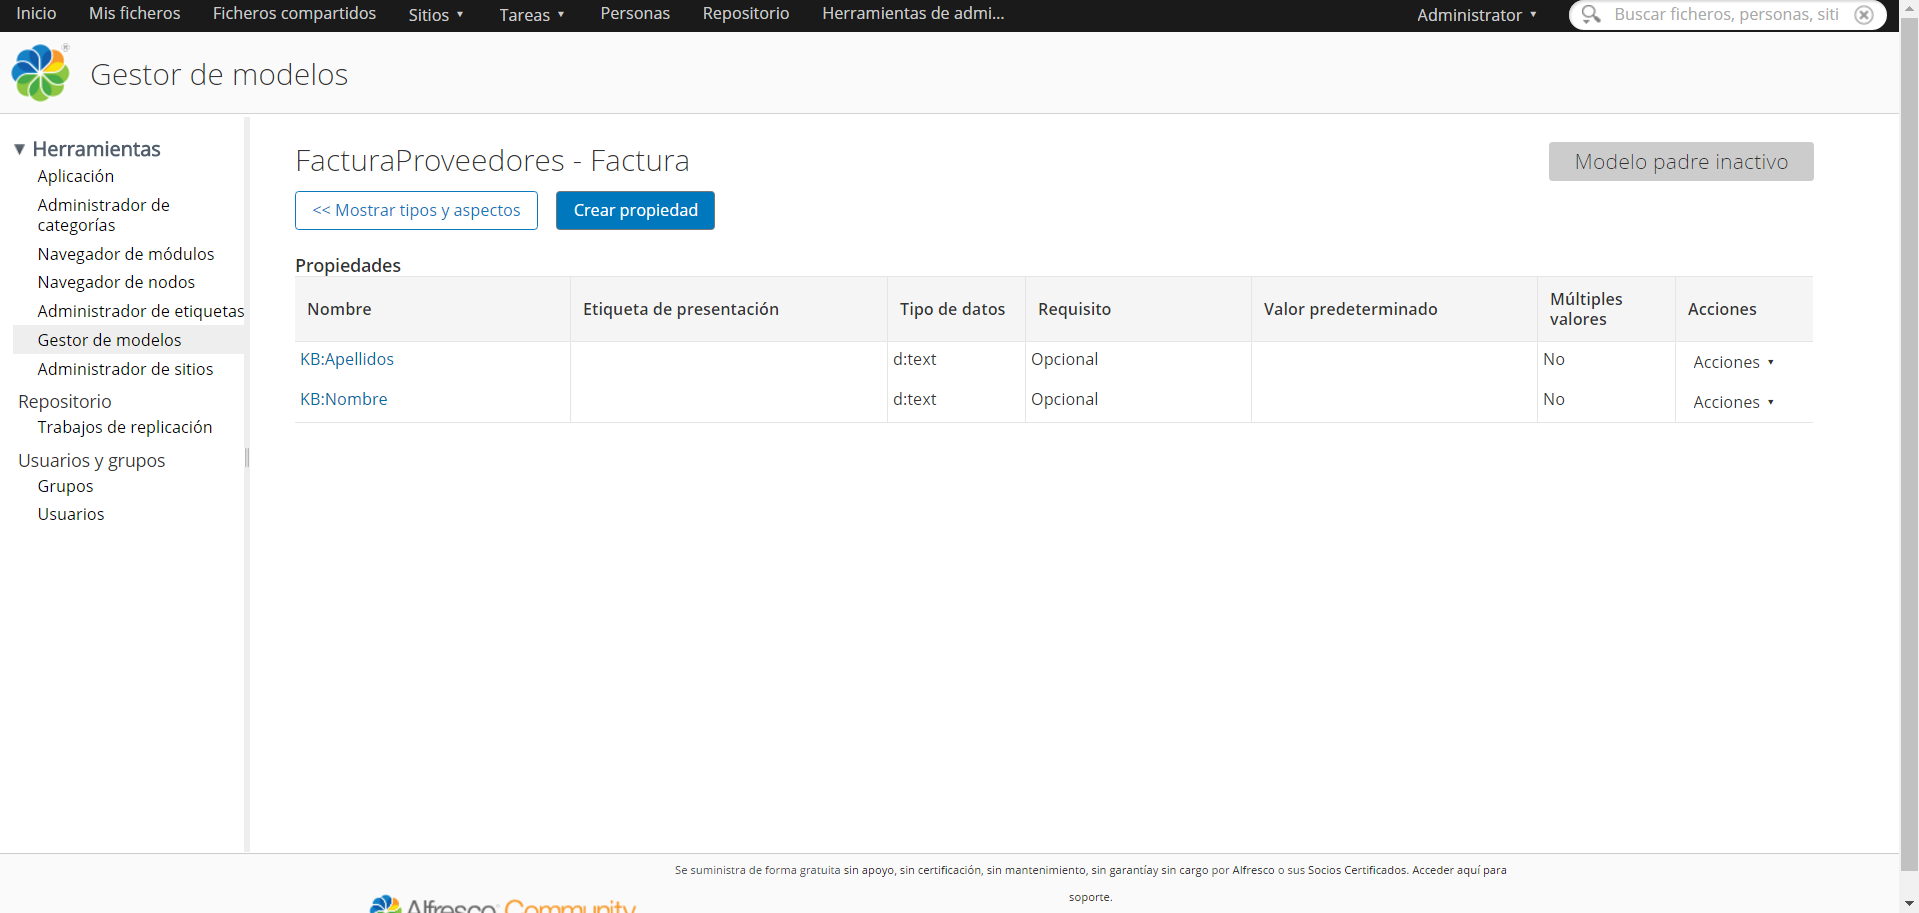 Inicio Mis ficheros Ficheros compartidos Sitios ▾ Tareas ▾ Personas Repositorio Herramientas de admi... Administrator ▾ Buscar ficheros, personas, siti
® Gestor de modelos
▼ Herramientas
Aplicación
Administrador de
categorías
Navegador de módulos
Navegador de nodos
Administrador de etiquetas
Gestor de modelos
Administrador de sitios
Repositorio
Trabajos de replicación
Usuarios y grupos
Grupos
Usuarios
FacturaProveedores - Factura Modelo padre inactivo
<< Mostrar tipos y aspectos Crear propiedad
Propiedades
Nombre Etiqueta de presentación Tipo de datos Requisito Valor predeterminado Múltiples valores Acciones
KB:Apellidos d:text Opcional No Acciones ▾
KB:Nombre d:text Opcional No Acciones ▾
Se suministra de forma gratuita sin apoyo, sin certificación, sin mantenimiento, sin garantíay sin cargo por Alfresco o sus Socios Certificados. Acceder aquí para
soporte.
Alfresco Community